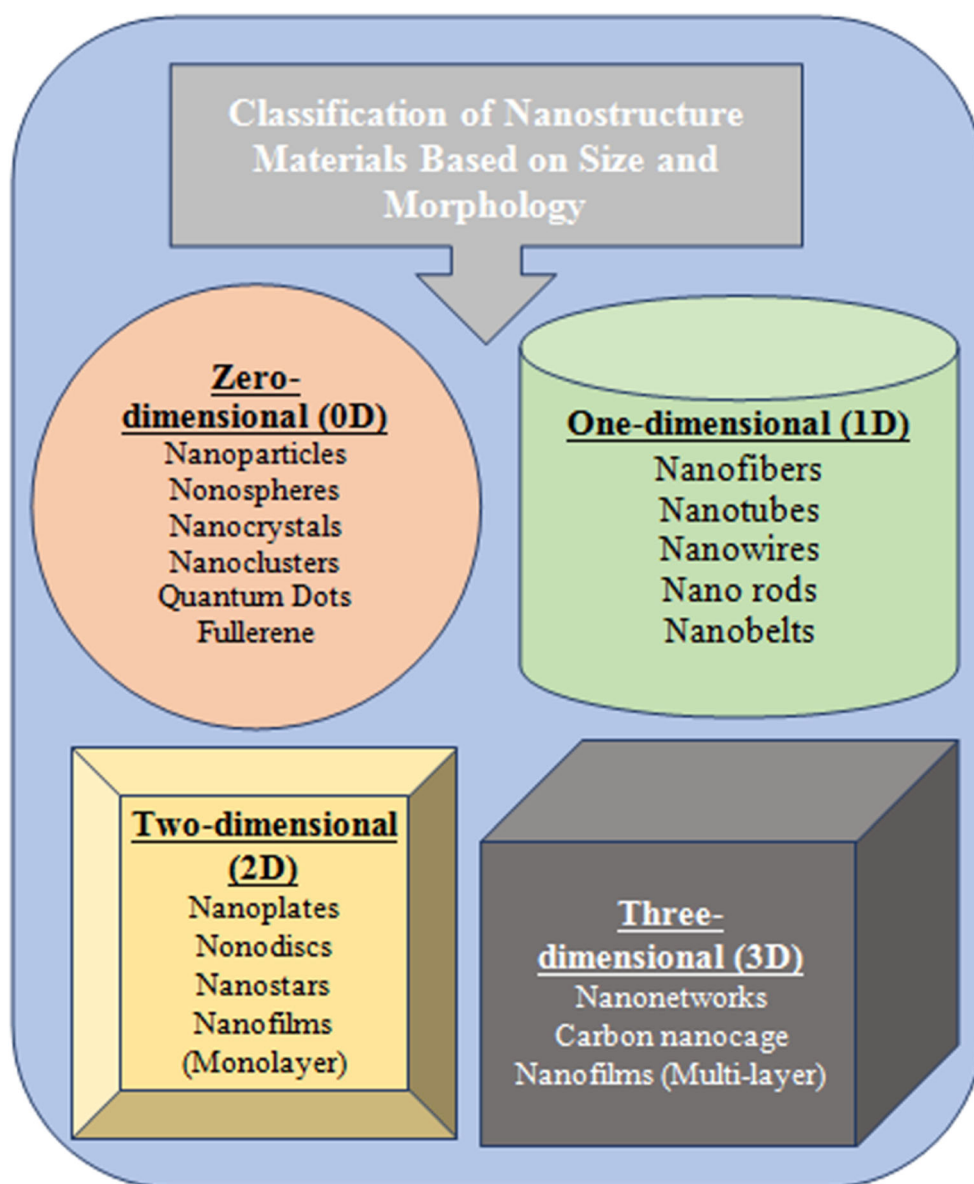 Classification of Nanostructure
Materials Based on Size and
Morphology
Zero-
dimensional (0D)
Nanoparticles
Nonospheres
Nanocrystals
Nanoclusters
Quantum Dots
Fullerene
One-dimensional (1D)
Nanofibers
Nanotubes
Nanowires
Nano rods
Nanobelts
Two-dimensional
(2D)
Nanoplates
Nonodiscs
Nanostars
Nanofilms
(Monolayer)
Three-
dimensional (3D)
Nanonetworks
Carbon nanocage
Nanofilms (Multi-layer)